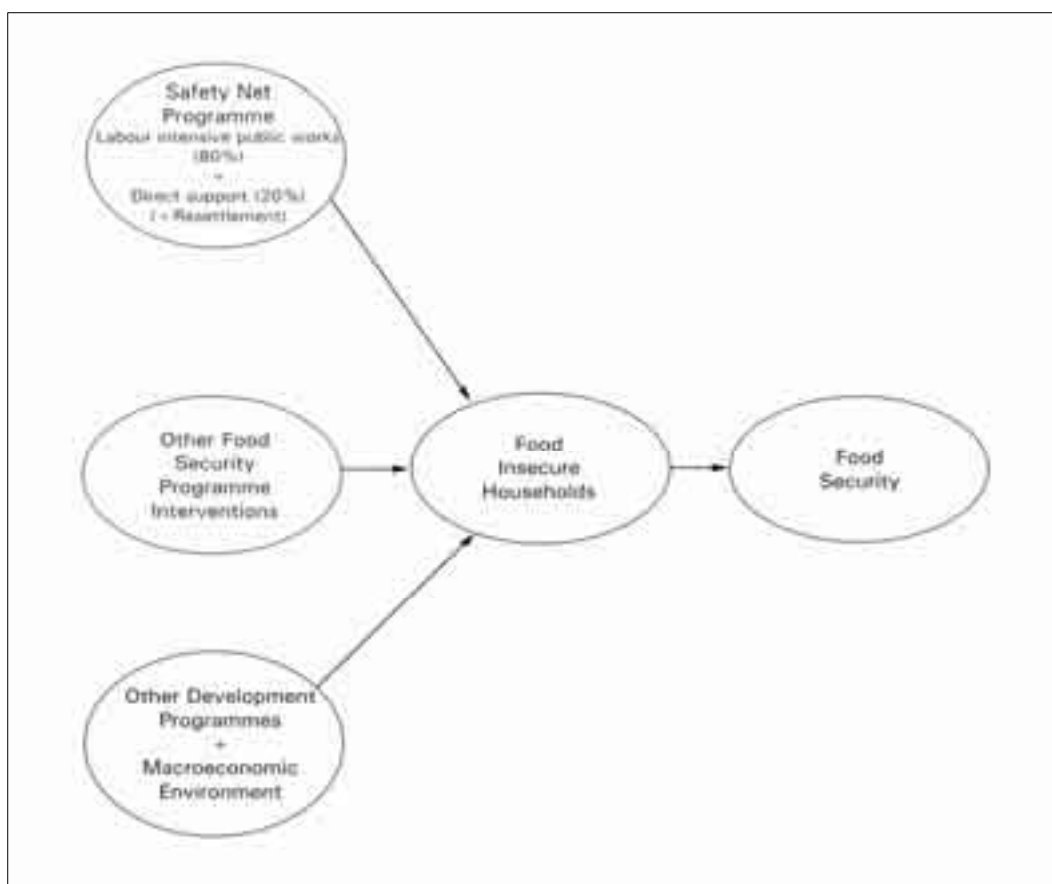 Safety Net
Programme
Labour intensive public works
(80%)
+
Direct support (20%)
(+Resettlement)
Other Food
Security
Programme
Interventions
Food
Insecure
Households
Food
Security
Other Development
Programmes
+
Macroeconomic
Environment